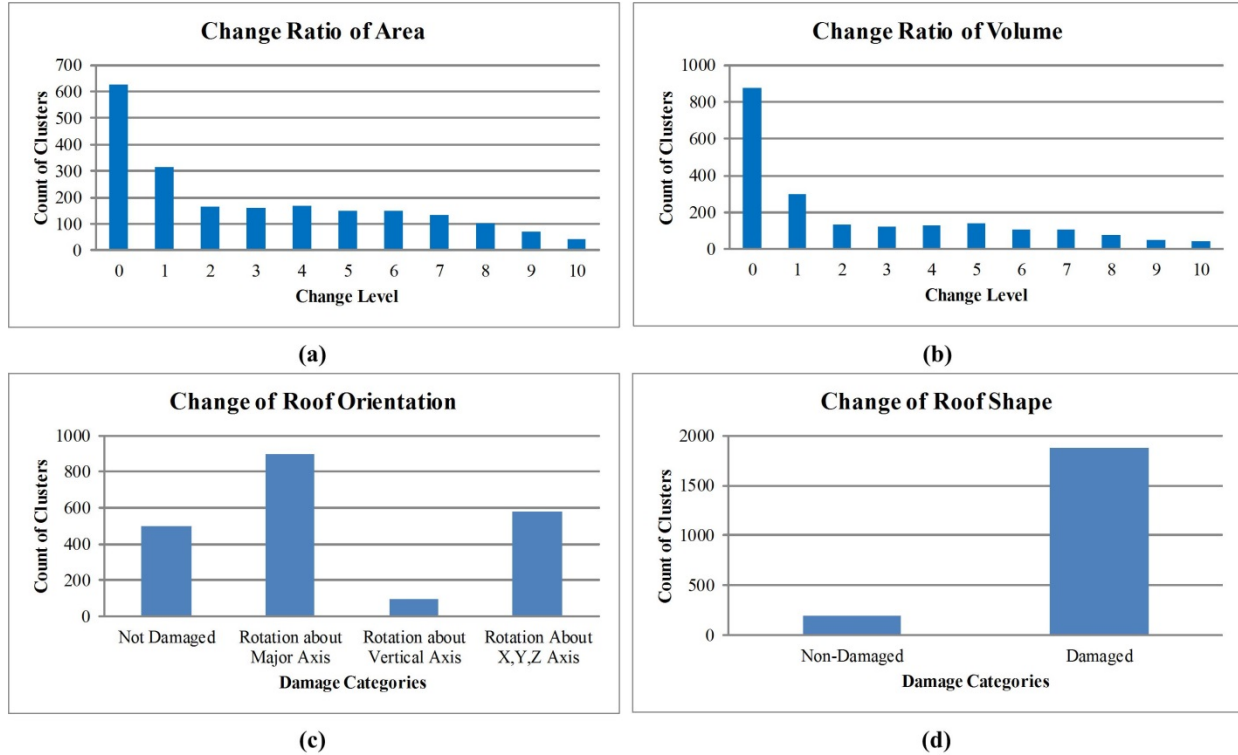 Change Ratio of Area
700
600
500
400
300
200
100
0
Count of Clusters
0 1 2 3 4 5 6 7 8 9 10
Change Level
(a)
Change Ratio of Volume
1000
800
600
400
200
0
Count of Clusters
0 1 2 3 4 5 6 7 8 9 10
Change Level
(b)
Change of Roof Orientation
1000
800
600
400
200
0
Count of Clusters
Not Damaged Rotation about Rotation about Rotation About
Major Axis Vertical Axis X,Y,Z Axis
Damage Categories
(c)
Change of Roof Shape
2000
1500
1000
500
0
Count of Clusters
Non-Damaged Damaged
Damage Categories
(d)